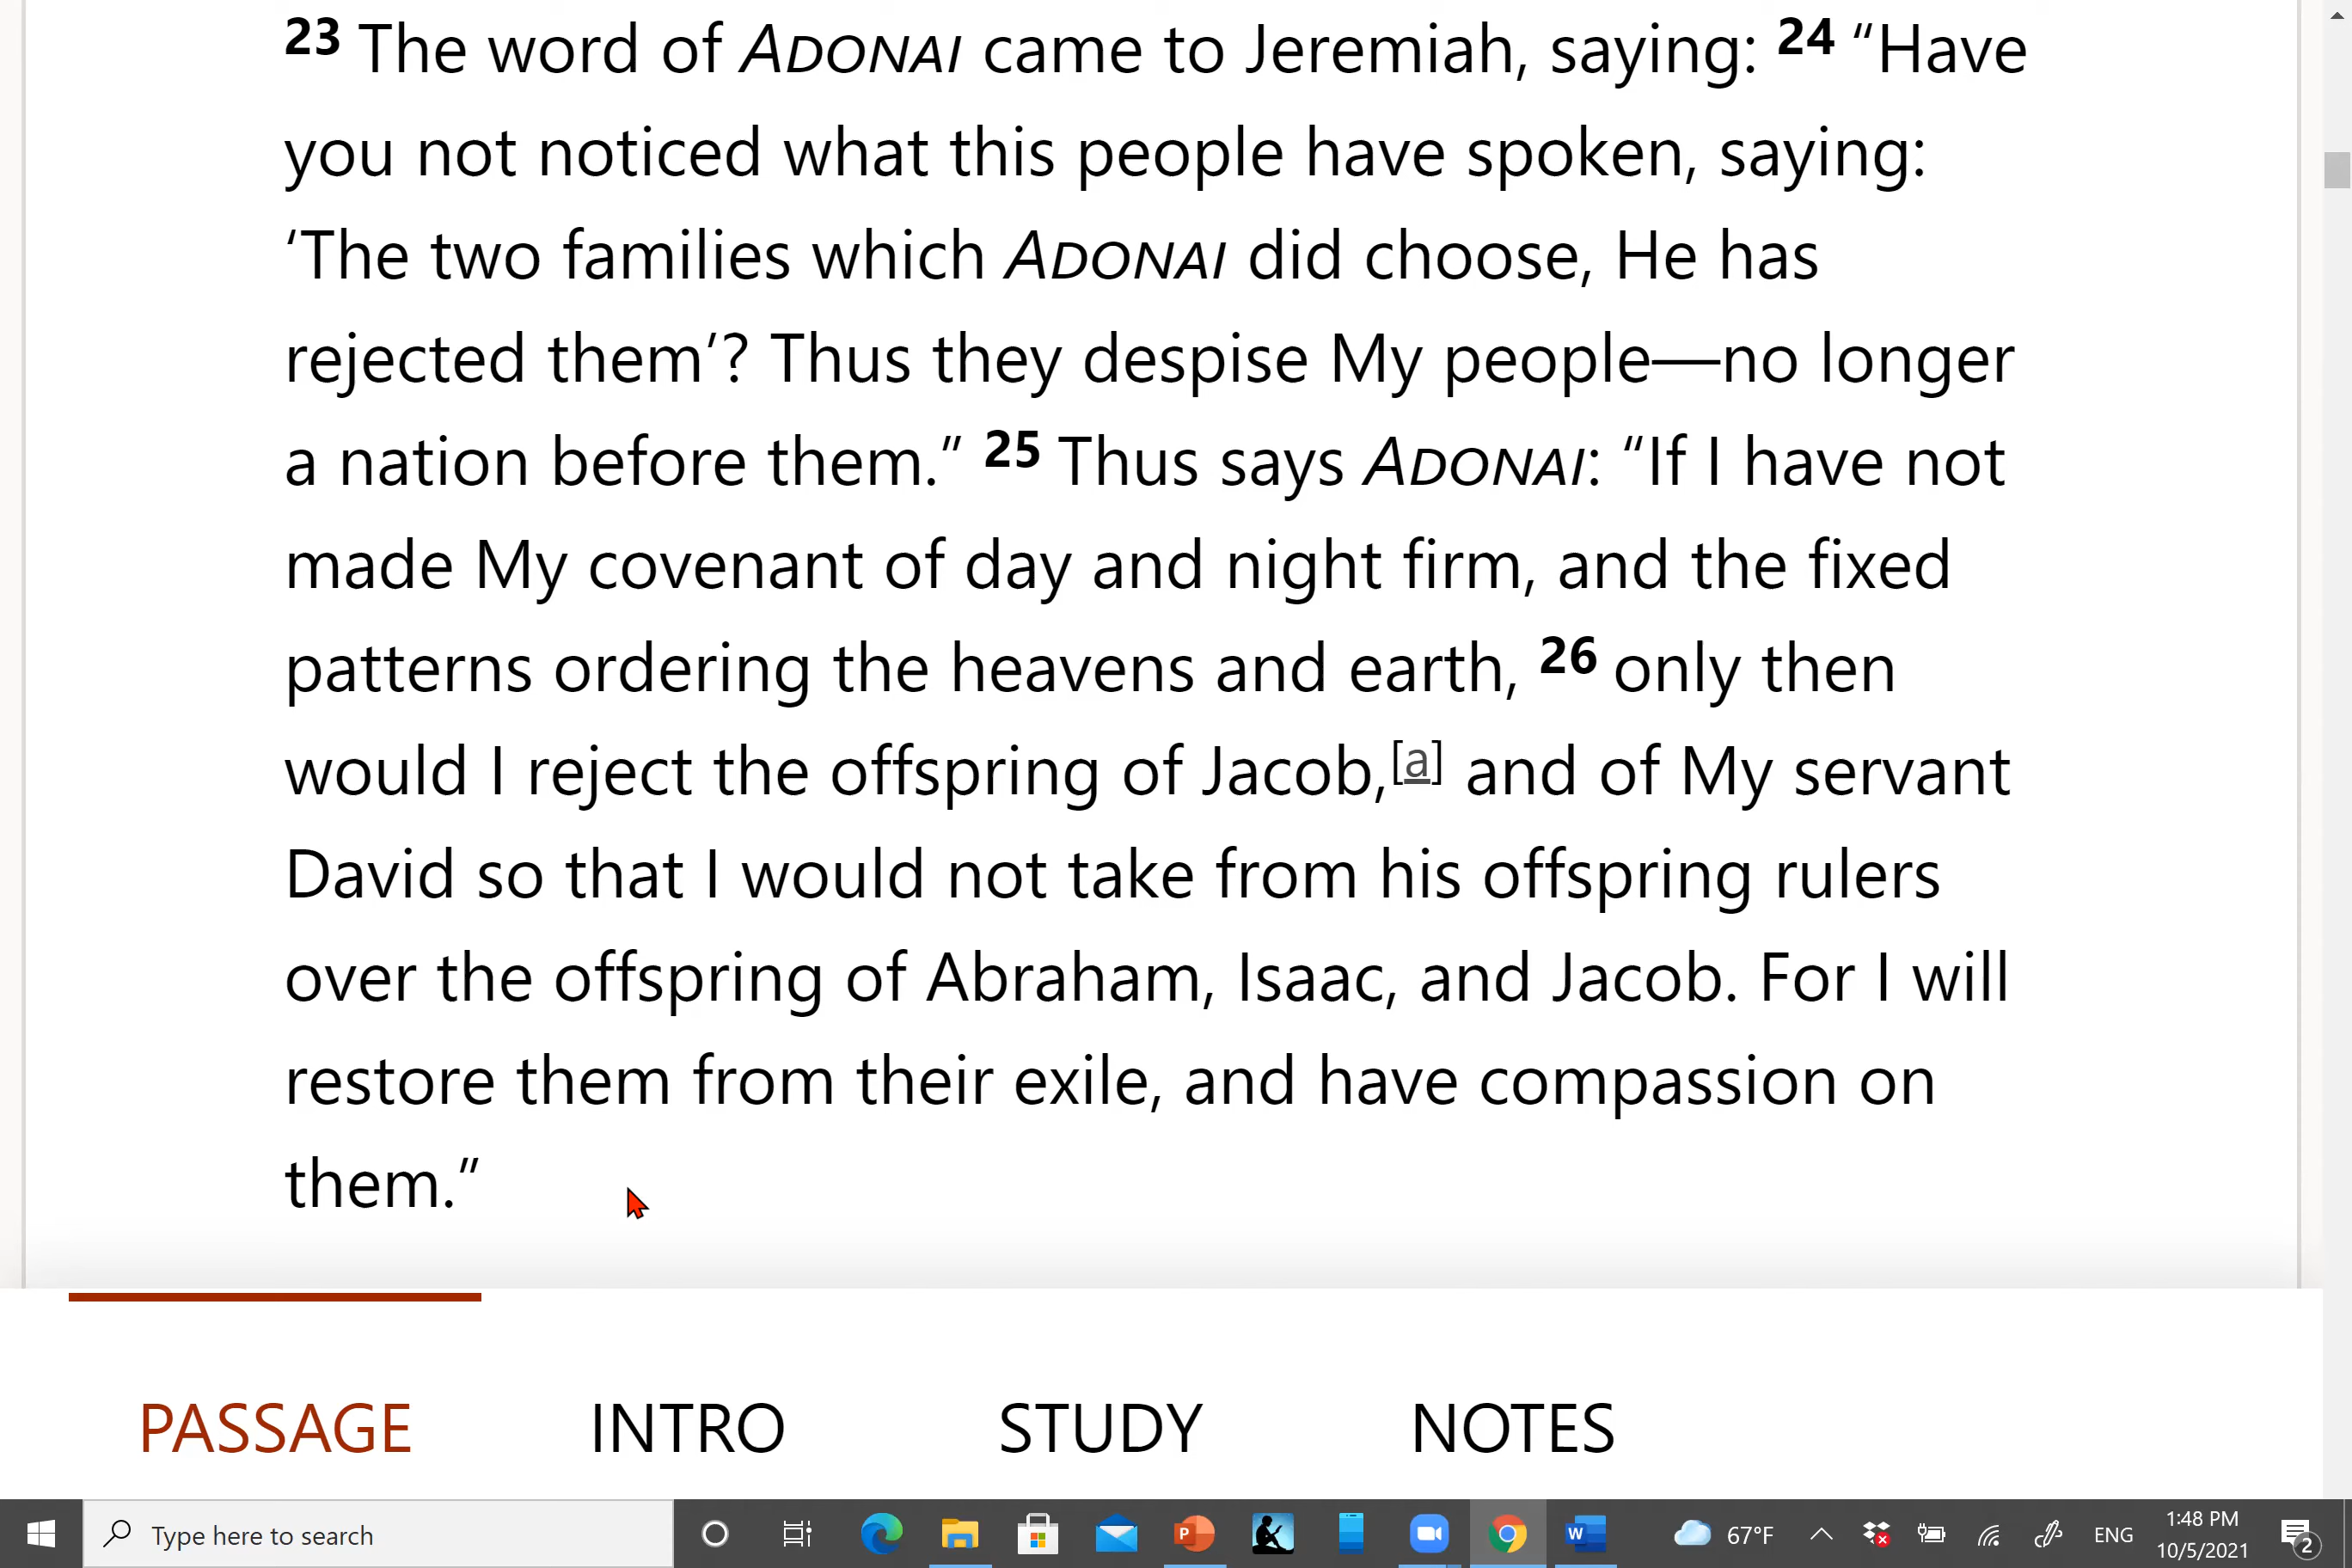 23 The word of ADONAI came to Jeremiah, saying: 24 “Have
you not noticed what this people have spoken, saying:
‘The two families which ADONAI did choose, He has
rejected them’? Thus they despise My people—no longer
a nation before them.” 25 Thus says ADONAI: “If I have not
made My covenant of day and night firm, and the fixed
patterns ordering the heavens and earth, 26 only then
would I reject the offspring of Jacob,[a] and of My servant
David so that I would not take from his offspring rulers
over the offspring of Abraham, Isaac, and Jacob. For I will
restore them from their exile, and have compassion on
them.”
PASSAGE INTRO STUDY NOTES
Type here to search
P
W
67°F
ENG
1:48 PM
10/5/2021
2